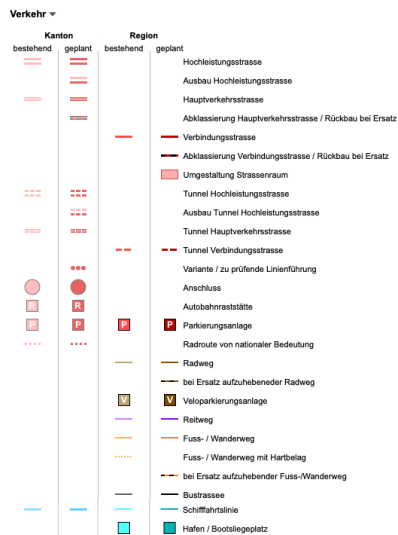 Verkehr
Kanton Region
bestehend geplant bestehend geplant
Hochleistungsstrasse
Ausbau Hochleistungsstrasse
Hauptverkehrsstrasse
Abklassierung Hauptverkehrsstrasse / Rückbau bei Ersatz
Verbindungsstrasse
Abklassierung Verbindungsstrasse / Rückbau bei Ersatz
Umgestaltung Strassenraum
Tunnel Hochleistungsstrasse
Ausbau Tunnel Hochleistungsstrasse
Tunnel Hauptverkehrsstrasse
Tunnel Verbindungsstrasse
Variante / zu prüfende Linienführung
Anschluss
R R Autobahnraststätte
P P P P Parkierungsanlage
Radroute von nationaler Bedeutung
Radweg
bei Ersatz aufzuhebeneder Radweg
V V Veloparkierungsanlage
Reitweg
Fuss- / Wanderweg
Fuss- / Wanderweg mit Hartbelag
bei Ersatz aufzuhebender Fuss-/Wanderweg
Bustrassee
Schifffahrtslinie
Hafen / Bootsliegeplatz